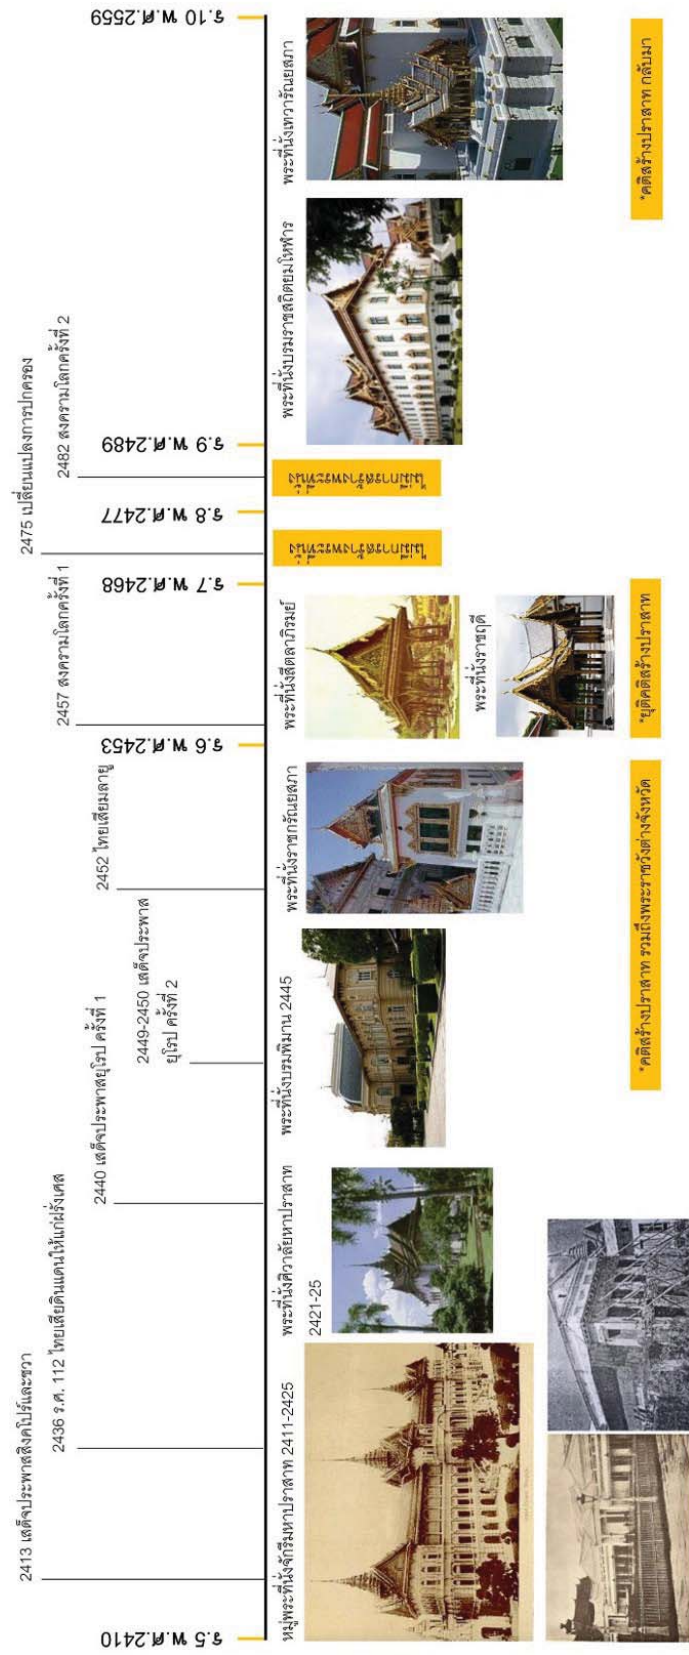 2413 เสด็จประพาสสิงคโปร์และชวา
2436 ร.ศ. 112 ไทยเสียดินแดนให้แก่ฝรั่งเศส
2440 เสด็จประพาสยุโรป ครั้งที่ 1
2449-2450 เสด็จประพาส
ยุโรป ครั้งที่ 2
2452 ไทยเสียมลายู
2457 สงครามโลกครั้งที่ 1
2475 เปลี่ยนแปลงการปกครอง
2482 สงครามโลกครั้งที่ 2
ร.5 พ.ศ.2410
ร.6 พ.ศ.2453
ร.7 พ.ศ.2468
ร.8 พ.ศ.2477
ร.9 พ.ศ.2489
ร.10 พ.ศ.2559
หมู่พระที่นั่งจักรีมหาปราสาท 2411-2425
พระที่นั่งศิวาลัยมหาปราสาท
2421-25
พระที่นั่งบรมพิมาน 2445
พระที่นั่งราชกรัณยสภา
พระที่นั่งสีตลาภิรมย์
พระที่นั่งราชฤดี
ไม่มีการสร้างพระที่นั่ง
ไม่มีการสร้างพระที่นั่ง
พระที่นั่งบรมราชสถิตยมโหฬาร
พระที่นั่งเทวารัณยสภา
*คติสร้างปราสาท รวมถึงพระราชวังต่างจังหวัด
*ยุติคติสร้างปราสาท
*คติสร้างปราสาท กลับมา